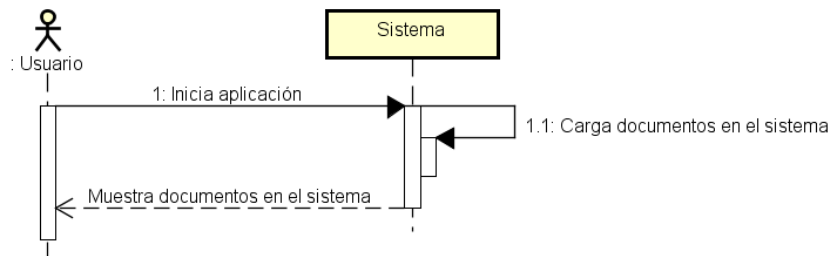 Sistema
: Usuario
1: Inicia aplicación
1.1: Carga documentos en el sistema
Muestra documentos en el sistema